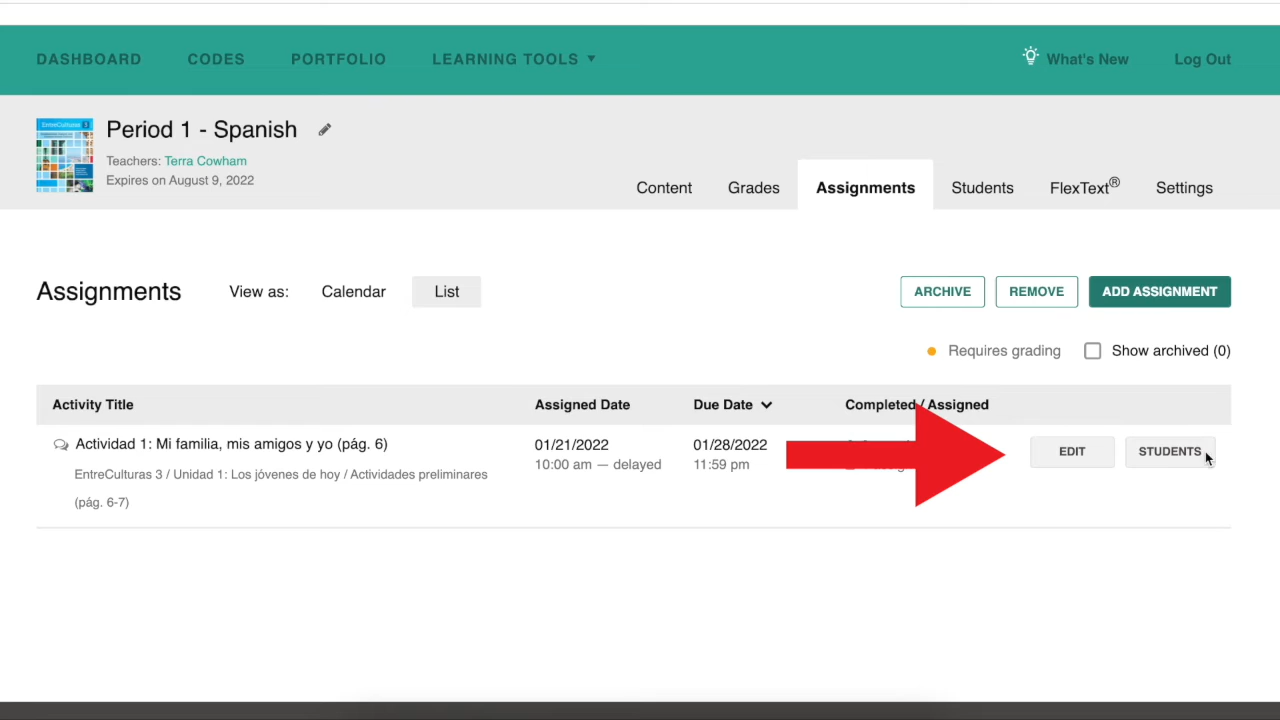 DASHBOARD CODES PORTFOLIO LEARNING TOOLS ▼ What's New Log Out
EntreCulturas 3
Period 1 - Spanish
Teachers: Terra Cowham
Expires on August 9, 2022
Content Grades Assignments Students FlexText® Settings
Assignments View as: Calendar List ARCHIVE REMOVE ADD ASSIGNMENT
Requires grading Show archived (0)
Activity Title Assigned Date Due Date Completed / Assigned
Actividad 1: Mi familia, mis amigos y yo (pág. 6) 01/21/2022 01/28/2022 EDIT STUDENTS
EntreCulturas 3 / Unidad 1: Los jóvenes de hoy / Actividades preliminares 10:00 am — delayed 11:59 pm
(pág. 6-7)